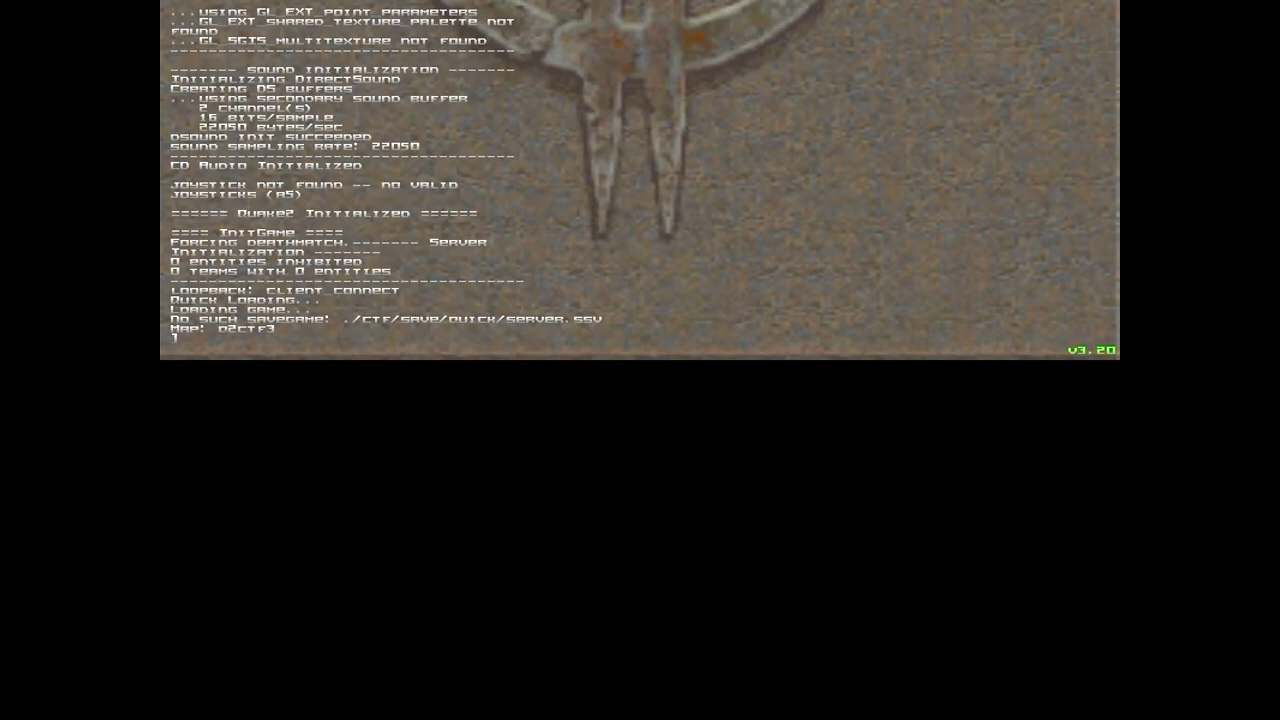 ...using GL_EXT_point_parameters
...GL_EXT_shared_texture_palette not
found
...GL_SGIS_multitexture not found
------------------------------------
------- sound initialization -------
Initializing DirectSound
Creating DS buffers
...using secondary sound buffer
2 channel(s)
16 bits/sample
22050 bytes/sec
dsound init succeeded
sound sampling rate: 22050
------------------------------------
CD Audio Initialized
joystick not found -- no valid
joysticks (a5)
====== Quake2 Initialized ======
==== InitGame ====
Forcing deathmatch.------- Server
Initialization -------
0 entities inhibited
0 teams with 0 entities
-------------------------------------
loopback: client_connect
Quick Loading...
Loading game...
No such savegame: ./ctf/save/quick/server.ssv
Map: q2ctf3
]
v3.20